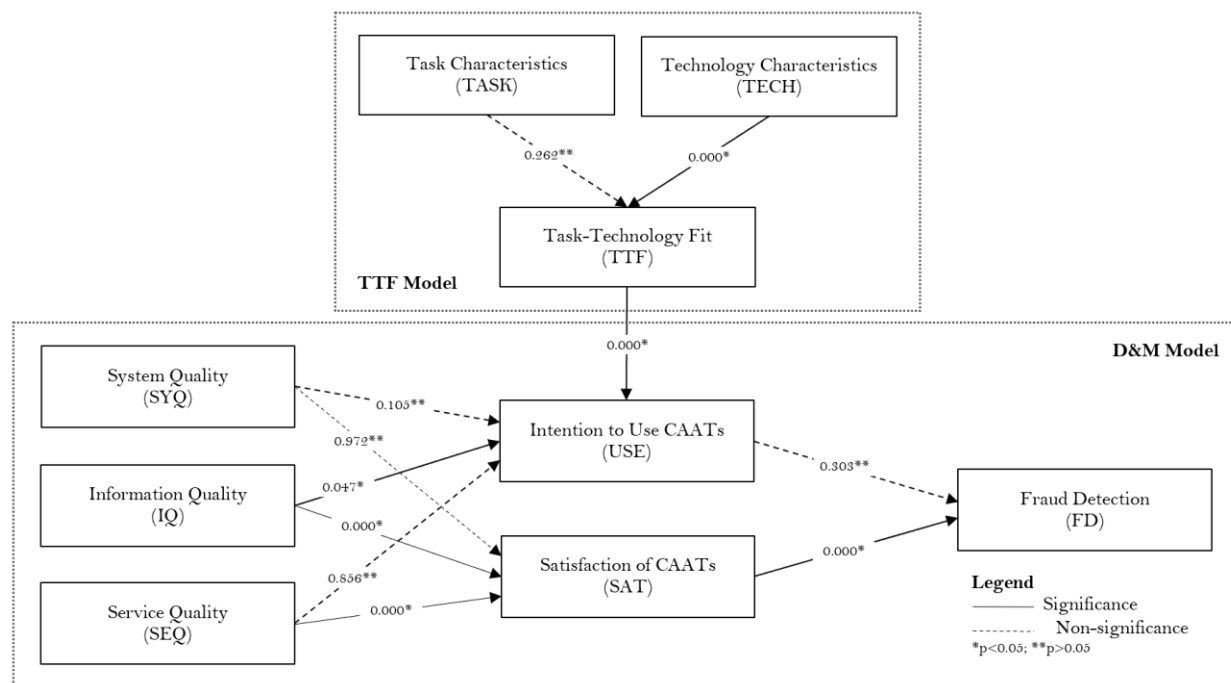 Task Characteristics
(TASK)
Technology Characteristics
(TECH)
0.262**
0.000*
Task-Technology Fit
(TTF)
TTF Model
0.000*
D&M Model
System Quality
(SYQ)
0.105**
0.972**
Intention to Use CAATs
(USE)
0.303**
Information Quality
(IQ)
0.047*
0.000*
Fraud Detection
(FD)
Satisfaction of CAATs
(SAT)
0.000*
Service Quality
(SEQ)
0.856**
0.000*
Legend
Significance
Non-significance
*p<0.05; **p>0.05